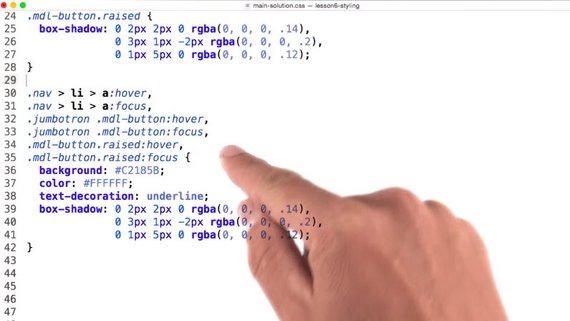 main-solution.css — lesson6-styling
24 .mdl-button.raised {
25 box-shadow: 0 2px 2px 0 rgba(0, 0, 0, .14),
26 0 3px 1px -2px rgba(0, 0, 0, .2),
27 0 1px 5px 0 rgba(0, 0, 0, .12);
28 }
29
30 .nav > li > a:hover,
31 .nav > li > a:focus,
32 .jumbotron .mdl-button:hover,
33 .jumbotron .mdl-button:focus,
34 .mdl-button.raised:hover,
35 .mdl-button.raised:focus {
36 background: #C2185B;
37 color: #FFFFFF;
38 text-decoration: underline;
39 box-shadow: 0 2px 2px 0 rgba(0, 0, 0, .14),
40 0 3px 1px -2px rgba(0, 0, 0, .2),
41 0 1px 5px 0 rgba(0, 0, 0, .12);
42 }
43
44
45
46
47